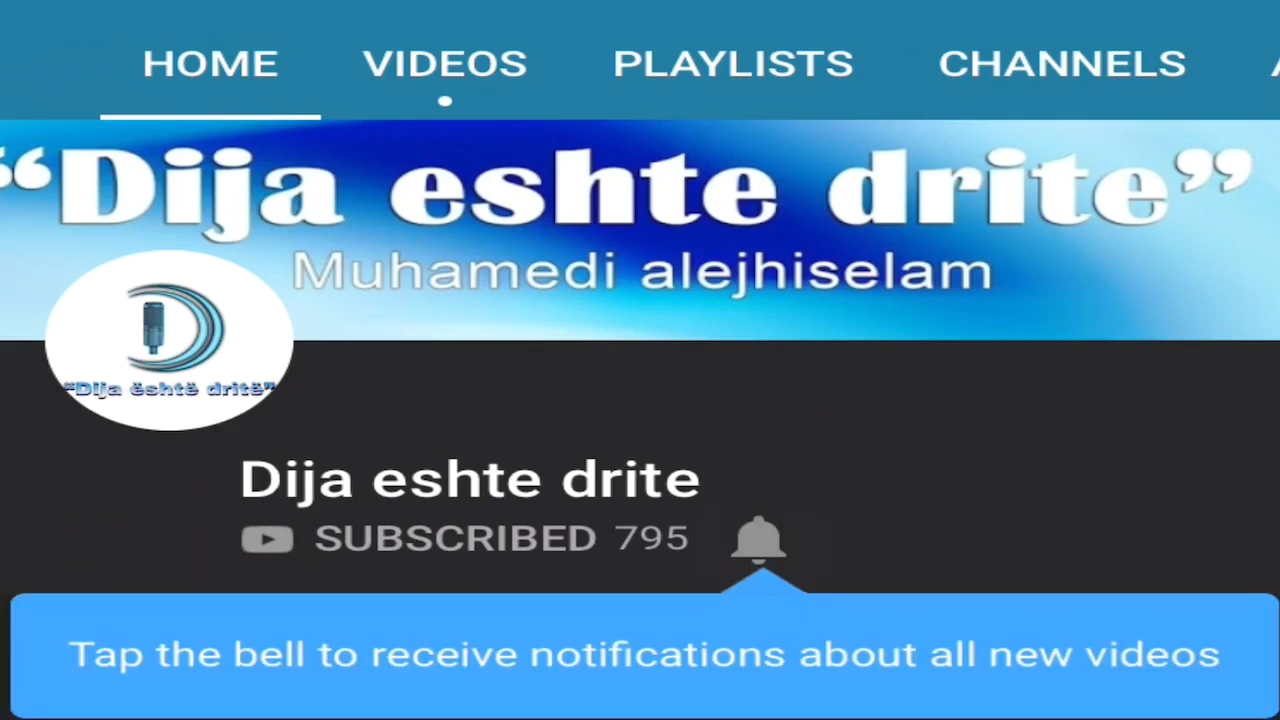 HOME VIDEOS PLAYLISTS CHANNELS
“Dija eshte drite”
Muhamedi alejhiselam
“Dija është dritë”
Dija eshte drite
SUBSCRIBED 795
Tap the bell to receive notifications about all new videos